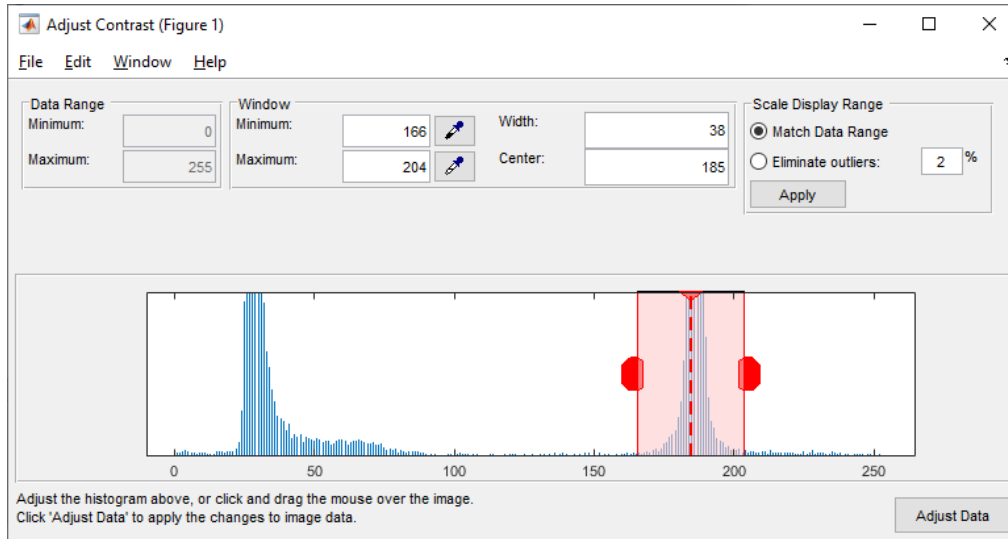 Adjust Contrast (Figure 1)
File Edit Window Help
Data Range
Minimum: 0
Maximum: 255
Window
Minimum: 166
Maximum: 204
Width: 38
Center: 185
Scale Display Range
Match Data Range
Eliminate outliers: 2 %
Apply
0 50 100 150 200 250
Adjust the histogram above, or click and drag the mouse over the image.
Click 'Adjust Data' to apply the changes to image data.
Adjust Data